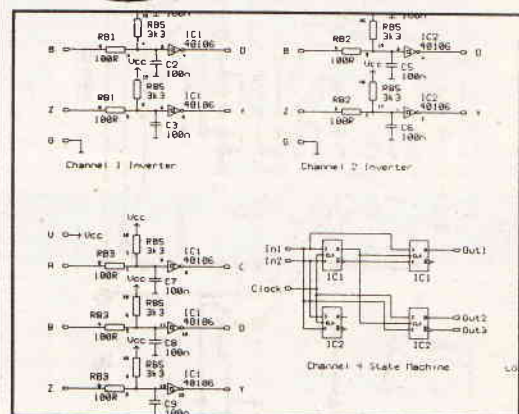 100n
RB5
3k3
IC1
40106
B
RB1
100R
D
Vcc
C2
100n
RB5
3k3
IC1
40106
Z
RB1
100R
Y
C3
100n
0
Channel 1 Inverter
RB5
3k3
IC2
40106
B
RB2
100R
D
Vcc
C5
100n
RB5
3k3
IC2
40106
Z
RB2
100R
Y
C6
100n
0
Channel 2 Inverter
Vcc
V
Vcc
RB5
3k3
IC1
40106
A
RB3
100R
C
C7
100n
RB5
3k3
IC1
40106
B
RB3
100R
D
Vcc
C8
100n
RB5
3k3
IC1
40106
Z
RB3
100R
Y
C9
100n
In1
In2
Clock
IC1
IC1
Out1
Out2
Out3
IC2
IC2
Channel 4 State Machine